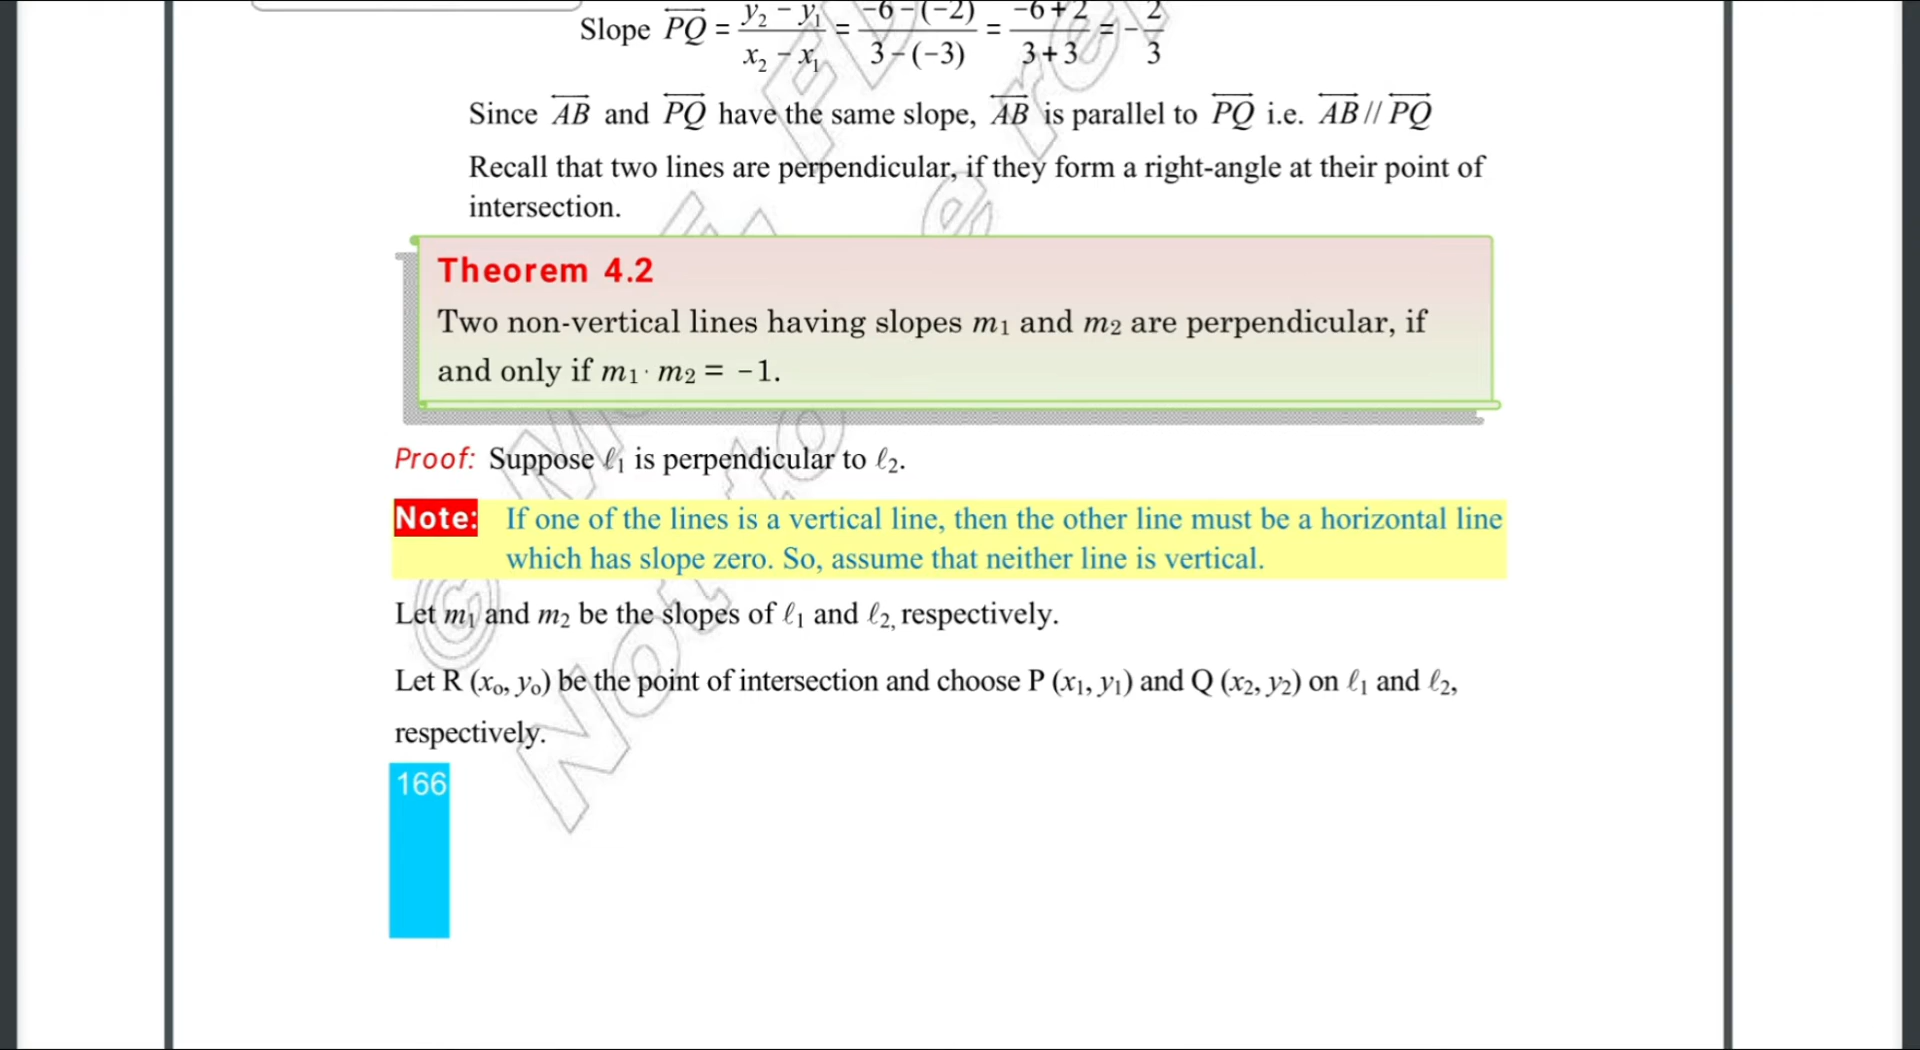 Slope PQ = y₂ − y₁ / x₂ − x₁ = −6 − (−2) / 3 − (−3) = −6 + 2 / 3 + 3 = − 2 / 3
Since AB and PQ have the same slope, AB is parallel to PQ i.e. AB // PQ
Recall that two lines are perpendicular, if they form a right-angle at their point of
intersection.
Theorem 4.2
Two non-vertical lines having slopes m₁ and m₂ are perpendicular, if
and only if m₁ · m₂ = −1.
Proof: Suppose ℓ₁ is perpendicular to ℓ₂.
Note: If one of the lines is a vertical line, then the other line must be a horizontal line
which has slope zero. So, assume that neither line is vertical.
Let m₁ and m₂ be the slopes of ℓ₁ and ℓ₂, respectively.
Let R (xₒ, yₒ) be the point of intersection and choose P (x₁, y₁) and Q (x₂, y₂) on ℓ₁ and ℓ₂,
respectively.
166
Not to